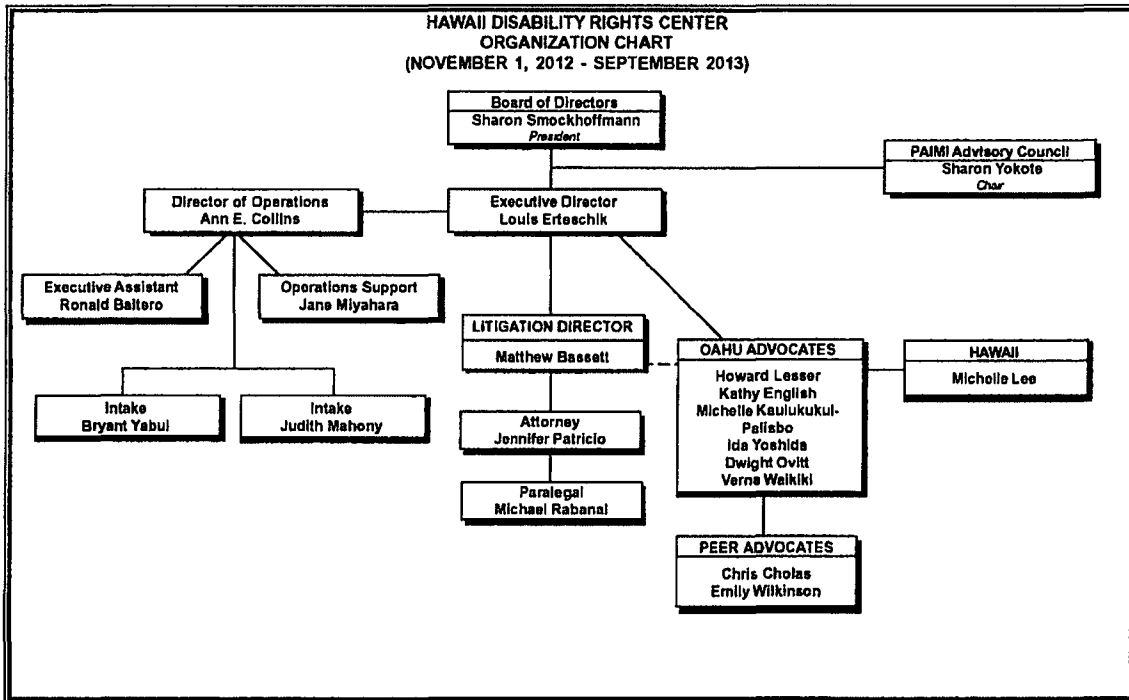 HAWAII DISABILITY RIGHTS CENTER
ORGANIZATION CHART
(NOVEMBER 1, 2012 - SEPTEMBER 2013)
Board of Directors
Sharon Smockhoffmann
President
PAIMI Advisory Council
Sharon Yokote
Chair
Director of Operations
Ann E. Collins
Executive Director
Louis Erteschik
Executive Assistant
Ronald Baltero
Operations Support
Jane Miyahara
LITIGATION DIRECTOR
Matthew Bassett
OAHU ADVOCATES
Howard Lesser
Kathy English
Michelle Kaulukukui-
Palisbo
Ida Yoshida
Dwight Ovitt
Verna Waikiki
HAWAII
Michelle Lee
Intake
Bryant Yabui
Intake
Judith Mahony
Attorney
Jennifer Patricio
Paralegal
Michael Rabanal
PEER ADVOCATES
Chris Cholas
Emily Wilkinson